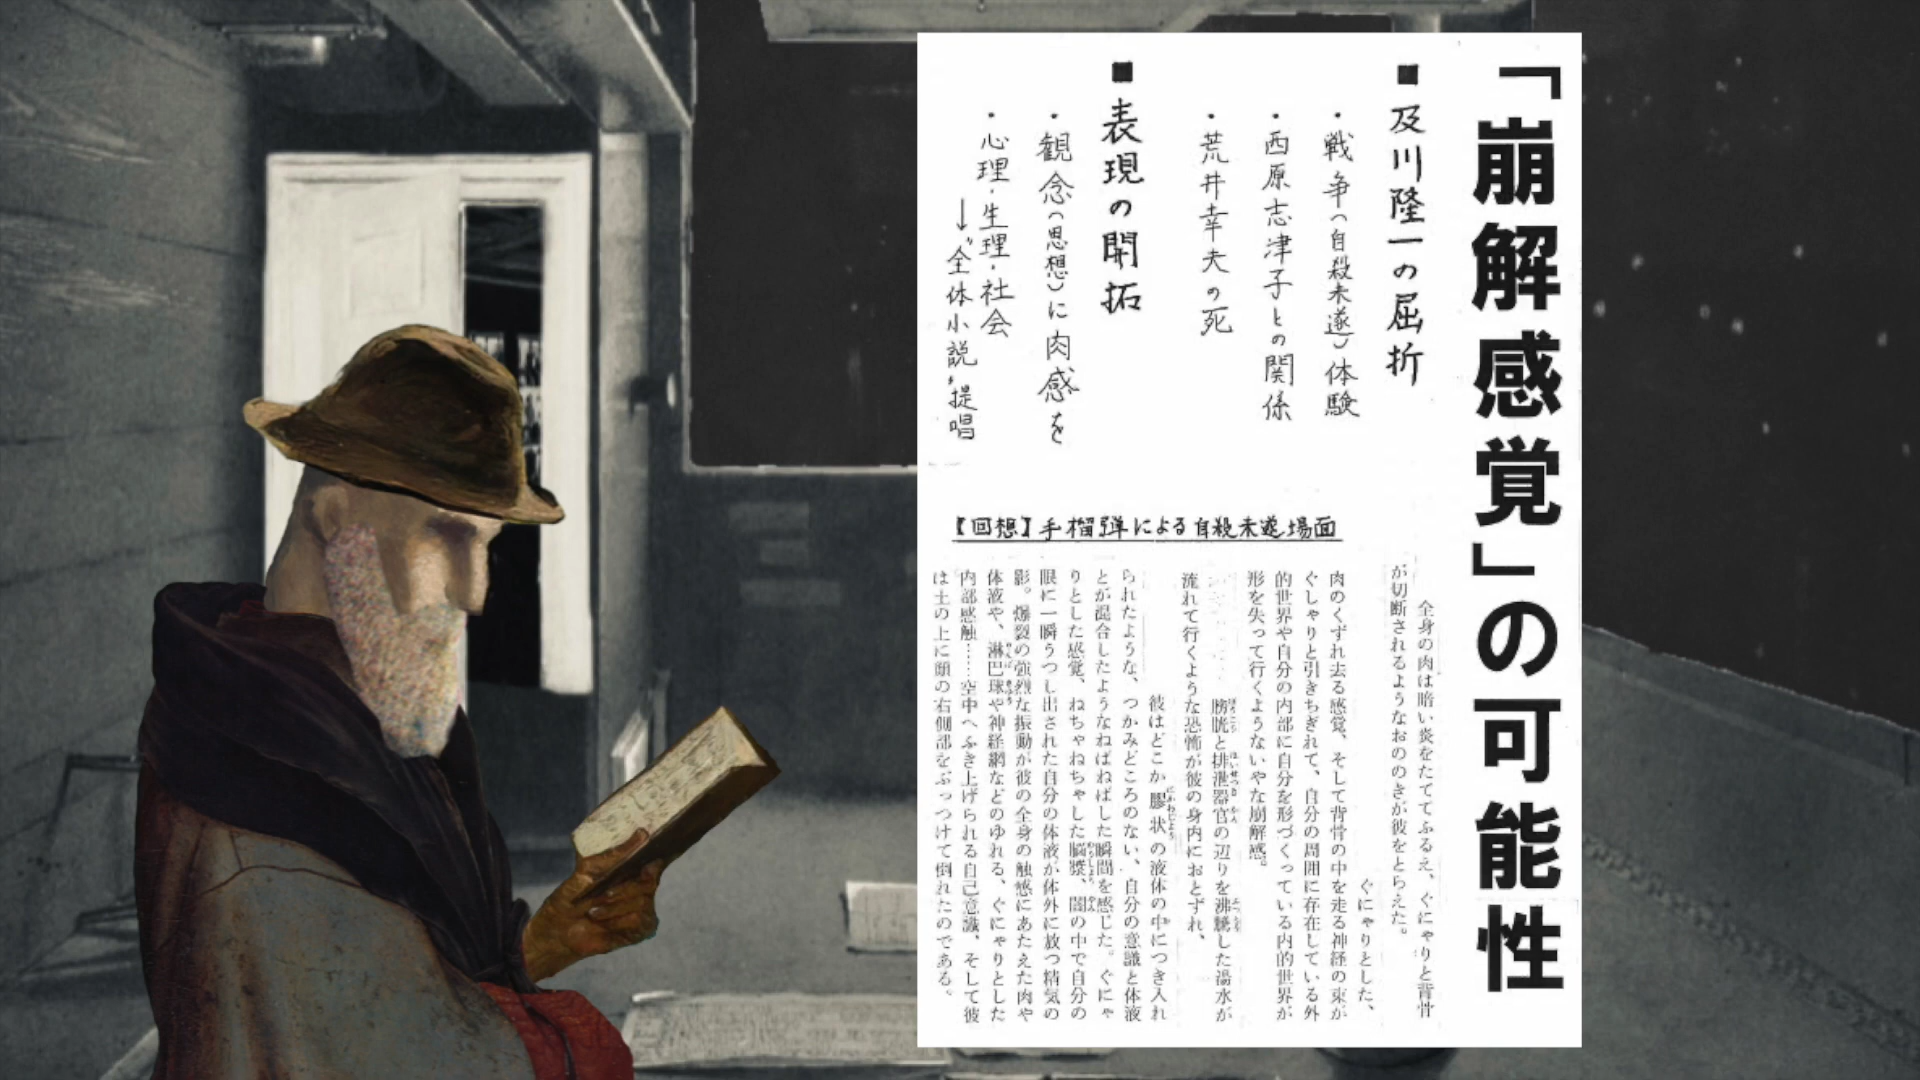 「崩解感覚」の可能性
■及川隆一の屈折
・戦争(自殺未遂)体験
・西原志津子との関係
・荒井幸夫の死
■表現の開拓
・観念(思想)に肉感を
・心理・生理・社会
→“全体小説”提唱
【回想】手榴弾による自殺未遂場面
全身の肉は暗い炎をたててふるえ、ぐにゃりと背骨
が切断されるようなおののきが彼をとらえた。
ぐにゃりとした、
肉のくずれ去る感覚、そして背骨の中を走る神経の束が
ぐしゃりと引きちぎれて、自分の周囲に存在している外
的世界や自分の内部に自分を形づくっている内的世界が
形を失って行くようないやな崩解感。
膀胱と排泄器官の辺りを沸騰した湯水が
流れて行くような恐怖が彼の身内におとずれ、
彼はどこか膠状の液体の中につき入れ
られたような、つかみどころのない、自分の意識と体液
とが混合したようなねばねばした瞬間を感じた。ぐにゃ
りとした感覚、ねちゃねちゃした脳漿、闇の中で自分の
眼に一瞬うつし出された自分の体液が体外に放つ精気の
影。爆裂の強烈な振動が彼の全身の触感にあたえた肉や
体液や、淋巴球や神経網などのゆれる、ぐにゃりとした
内部感触……空中へふき上げられる自己意識、そして彼
は土の上に顔の右側部をぶっつけて倒れたのである。